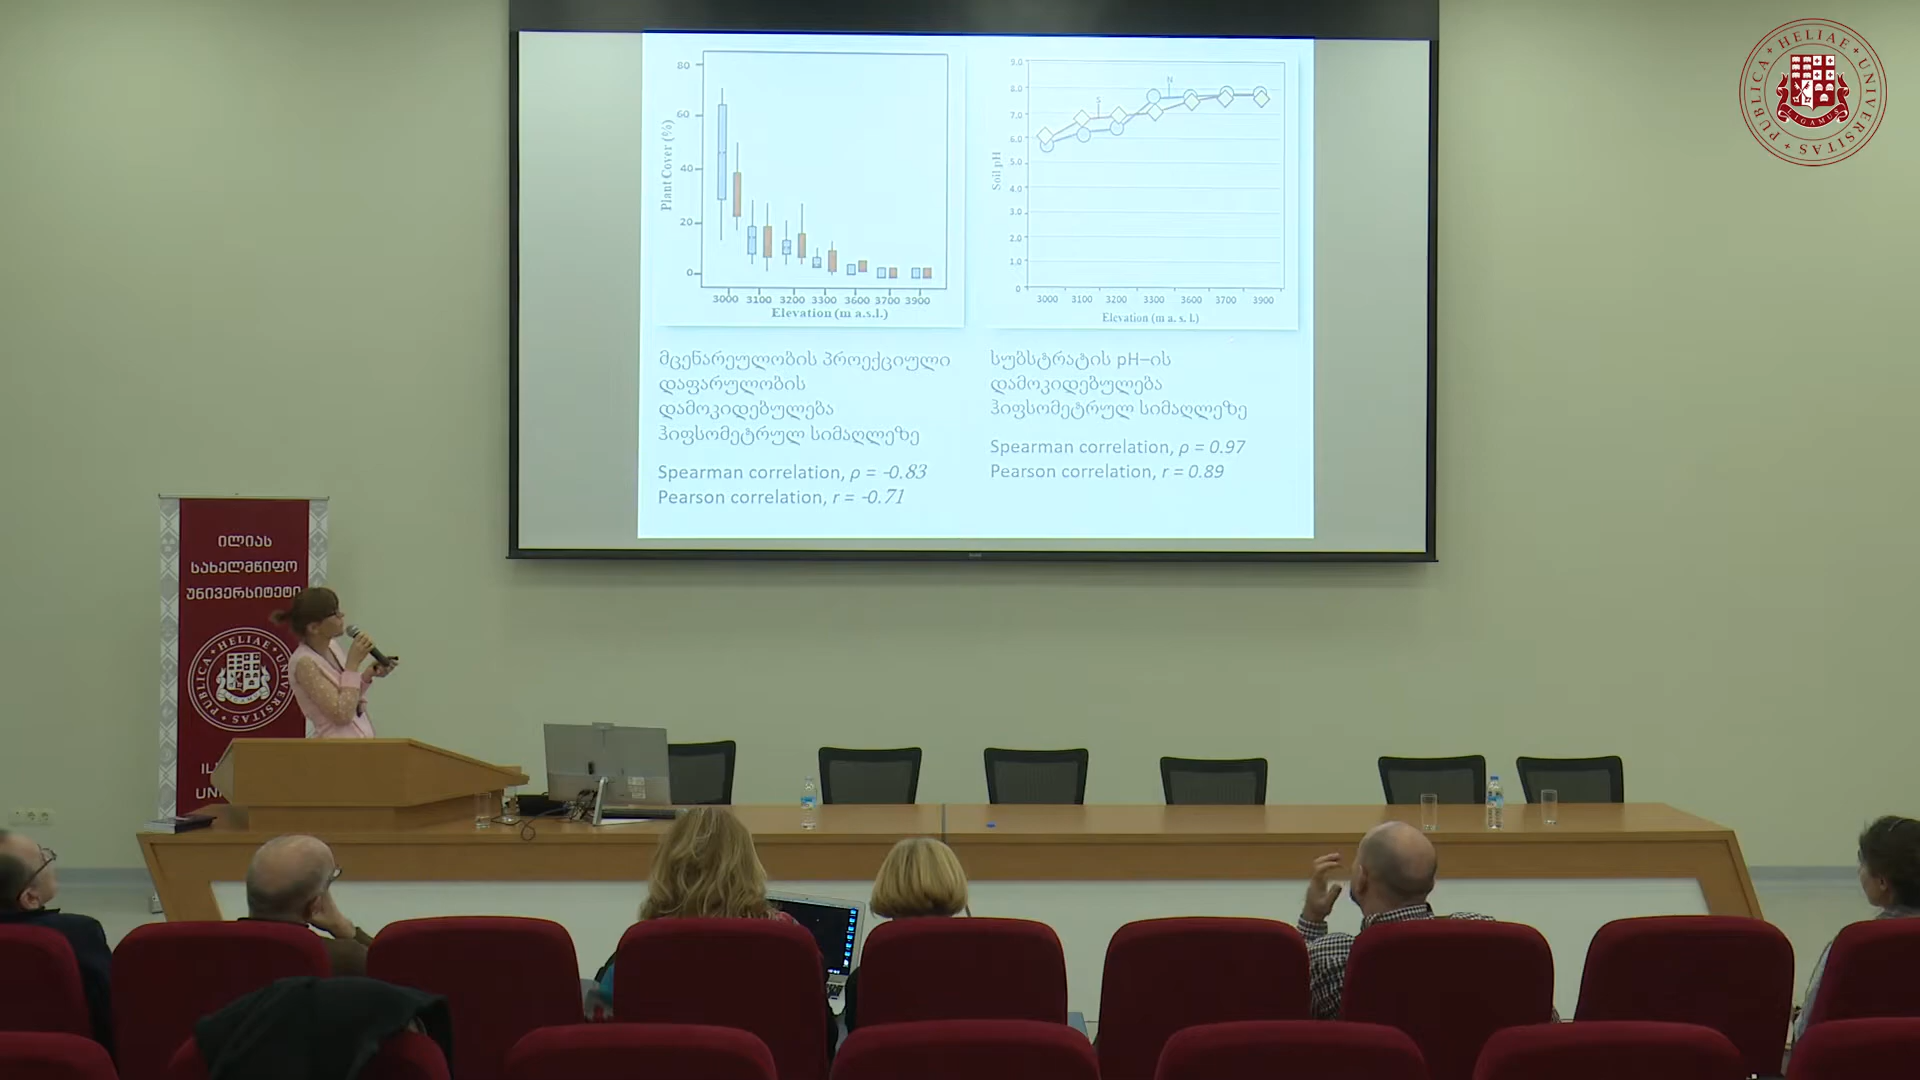 80
60
40
20
0
Plant Cover (%)
3000 3100 3200 3300 3600 3700 3900
Elevation (m a.s.l.)
9.0
8.0
7.0
6.0
5.0
4.0
3.0
2.0
1.0
0
Soil pH
S
N
3000 3100 3200 3300 3600 3700 3900
Elevation (m a. s. l.)
მცენარეულობის პროექციული
დაფარულობის
დამოკიდებულება
ჰიფსომეტრულ სიმაღლეზე
Spearman correlation, ρ = -0.83
Pearson correlation, r = -0.71
სუბსტრატის pH–ის
დამოკიდებულება
ჰიფსომეტრულ სიმაღლეზე
Spearman correlation, ρ = 0.97
Pearson correlation, r = 0.89
PUBLICA HELIAE UNIVERSITAS
LIGAMUS
ილიას
სახელმწიფო
უნივერსიტეტი
PUBLICA HELIAE UNIVERSITAS